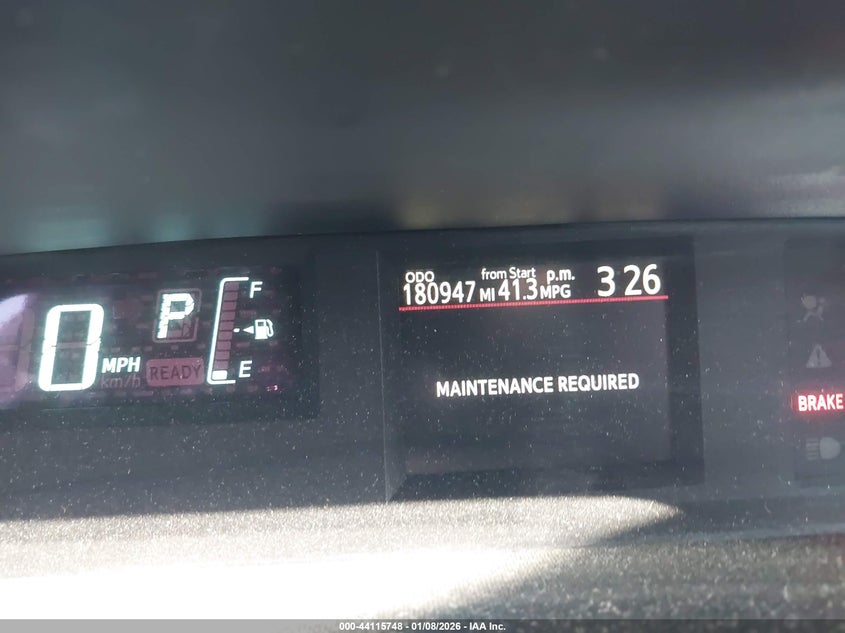 0 MPH
km/h
P
READY
F
E
ODO from Start p.m.
180947 MI 41.3 MPG 3 26
MAINTENANCE REQUIRED
BRAKE
000-44115748 - 01/08/2026 - IAA Inc.